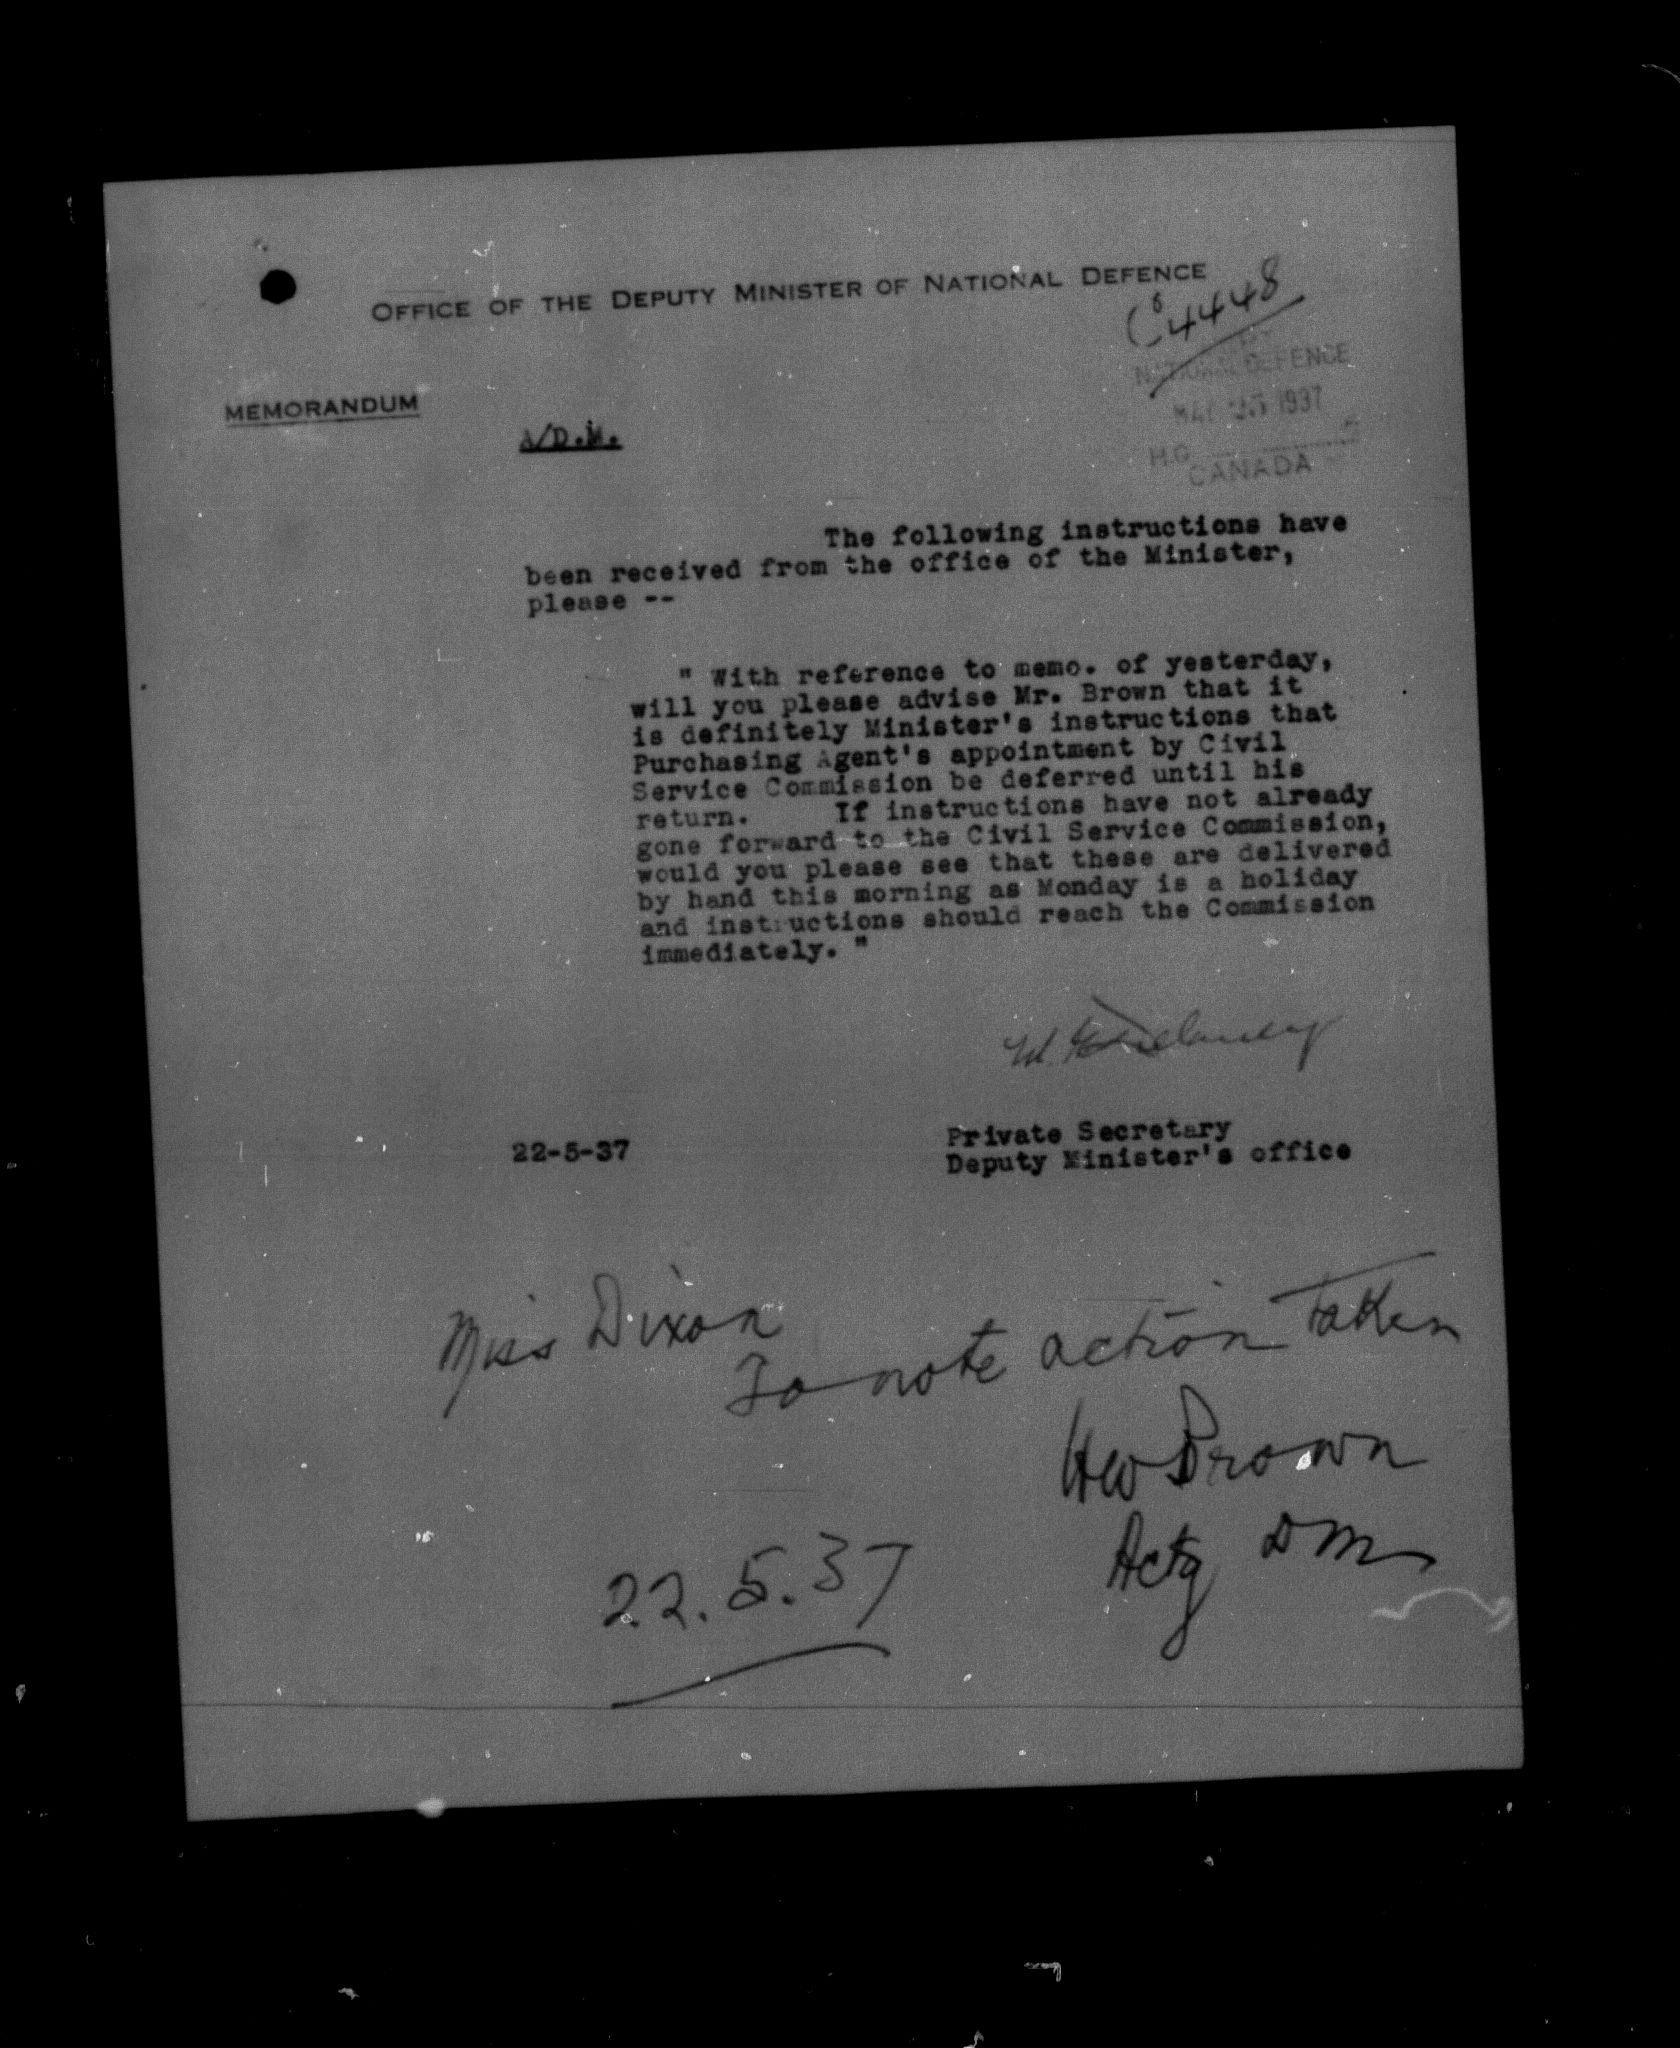 OFFICE OF THE DEPUTY MINISTER OF NATIONAL DEFENCE
4448
NATIONAL DEFENCE
1937
H.Q.
CANADA
MEMORANDUM
A/D.M.
The following instructions have
been received from the office of the Minister,
please --
" With reference to memo. of yesterday,
will you please advise Mr. Brown that it
is definitely Minister's instructions that
Purchasing Agent's appointment by Civil
Service Commission be deferred until his
return. If instructions have not already
gone forward to the Civil Service Commission,
would you please see that these are delivered
by hand this morning as Monday is a holiday
and instructions should reach the Commission
immediately. "
22-5-37
Private Secretary
Deputy Minister's office
Miss Dixon
To note action taken
HW Brown
Actg DM
22.5.37